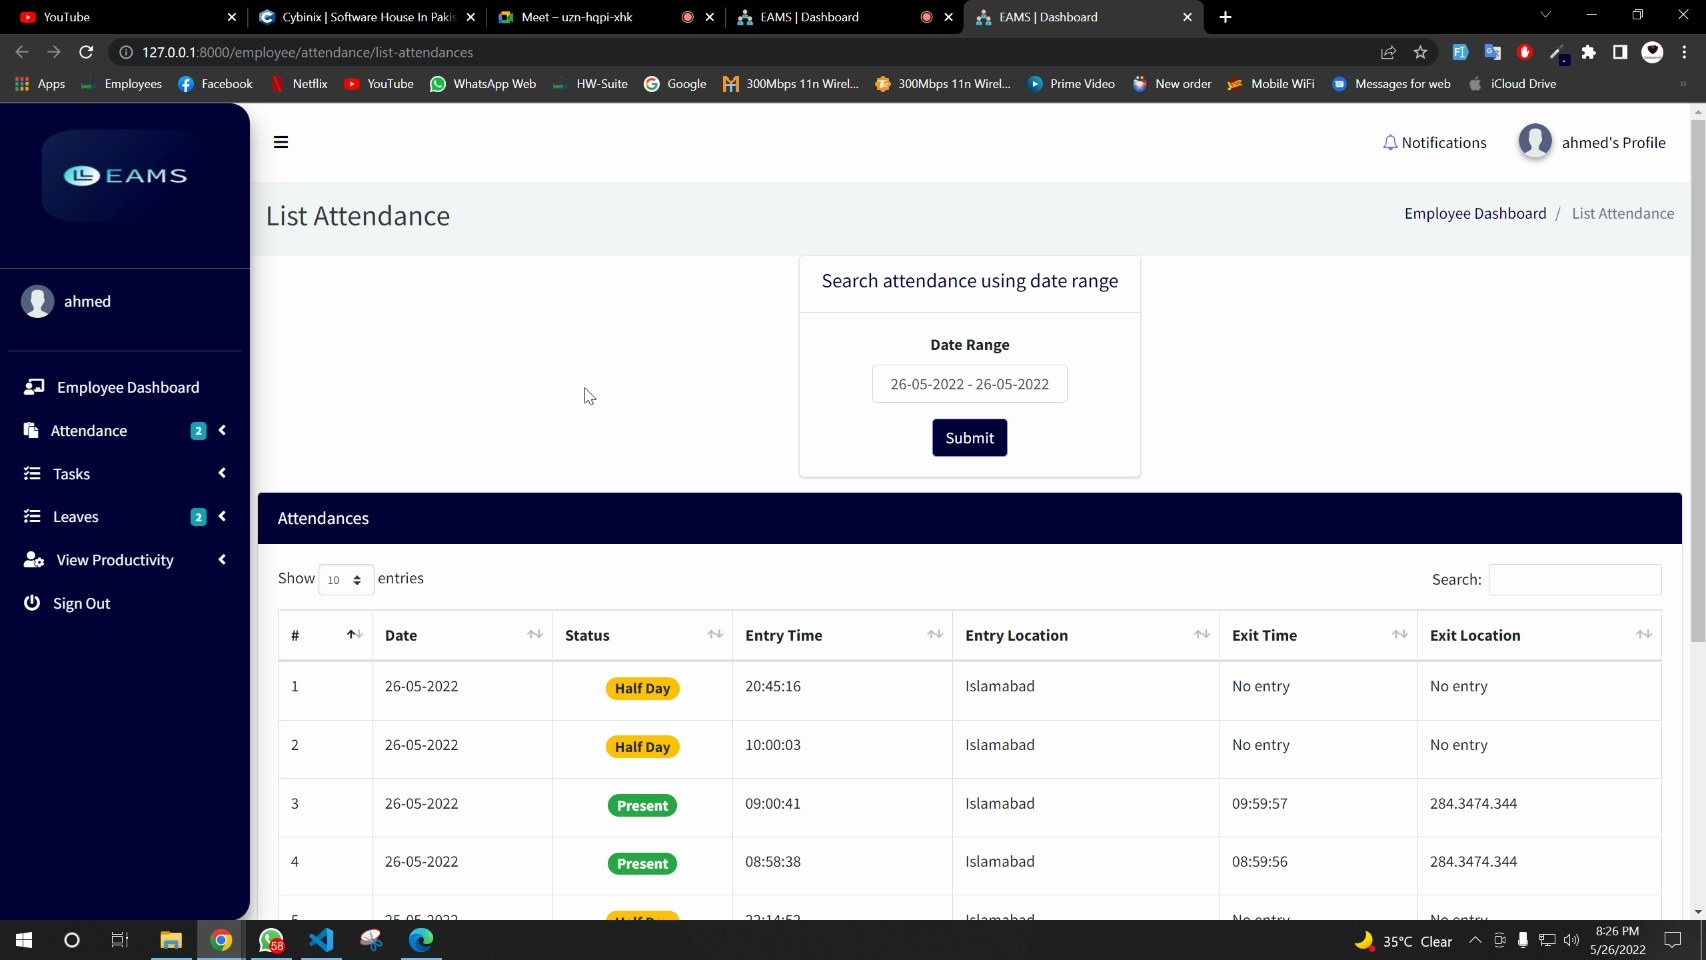 YouTube
Cybinix | Software House In Pakis
Meet – uzn-hqpi-xhk
EAMS | Dashboard
EAMS | Dashboard
127.0.0.1:8000/employee/attendance/list-attendances
Apps
Employees
Facebook
Netflix
YouTube
WhatsApp Web
HW-Suite
Google
300Mbps 11n Wirel...
300Mbps 11n Wirel...
Prime Video
New order
Mobile WiFi
Messages for web
iCloud Drive
EAMS
Notifications
ahmed's Profile
List Attendance
Employee Dashboard / List Attendance
ahmed
Employee Dashboard
Attendance 2
Tasks
Leaves 2
View Productivity
Sign Out
Search attendance using date range
Date Range
26-05-2022 - 26-05-2022
Submit
Attendances
Show 10 entries
Search:
# Date Status Entry Time Entry Location Exit Time Exit Location
1 26-05-2022 Half Day 20:45:16 Islamabad No entry No entry
2 26-05-2022 Half Day 10:00:03 Islamabad No entry No entry
3 26-05-2022 Present 09:00:41 Islamabad 09:59:57 284.3474.344
4 26-05-2022 Present 08:58:38 Islamabad 08:59:56 284.3474.344
58
35°C Clear
8:26 PM
5/26/2022